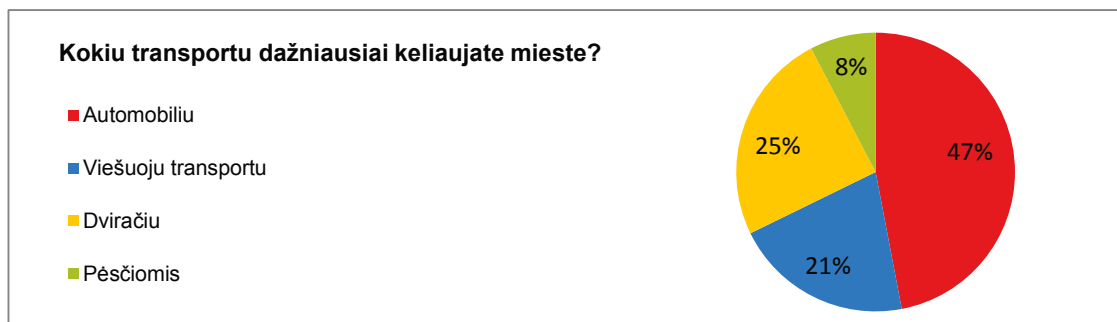 Kokiu transportu dažniausiai keliaujate mieste?
Automobiliu
Viešuoju transportu
Dviračiu
Pėsčiomis
8%
47%
25%
21%